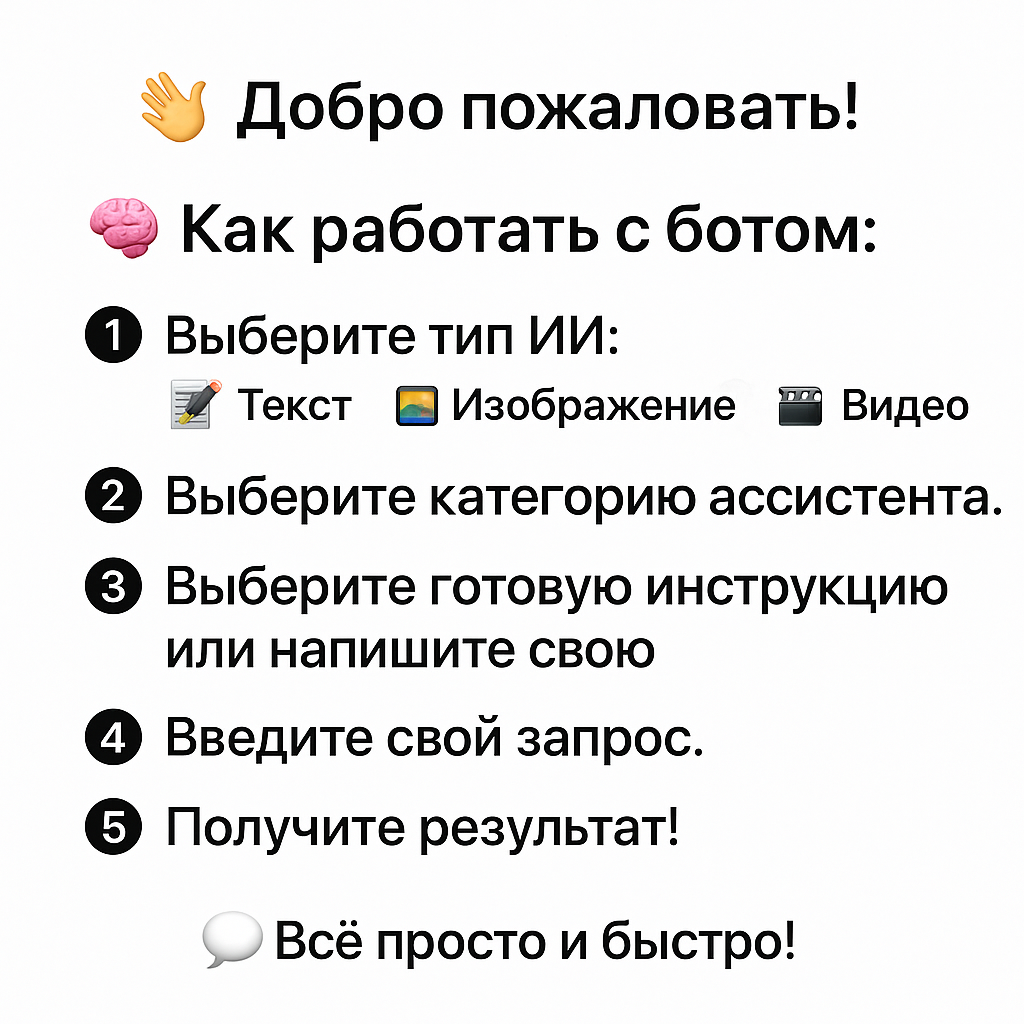 👋 Добро пожаловать!
🧠 Как работать с ботом:
1 Выберите тип ИИ:
📝 Текст 🖼 Изображение 🎬 Видео
2 Выберите категорию ассистента.
3 Выберите готовую инструкцию
или напишите свою
4 Введите свой запрос.
5 Получите результат!
💬 Всё просто и быстро!